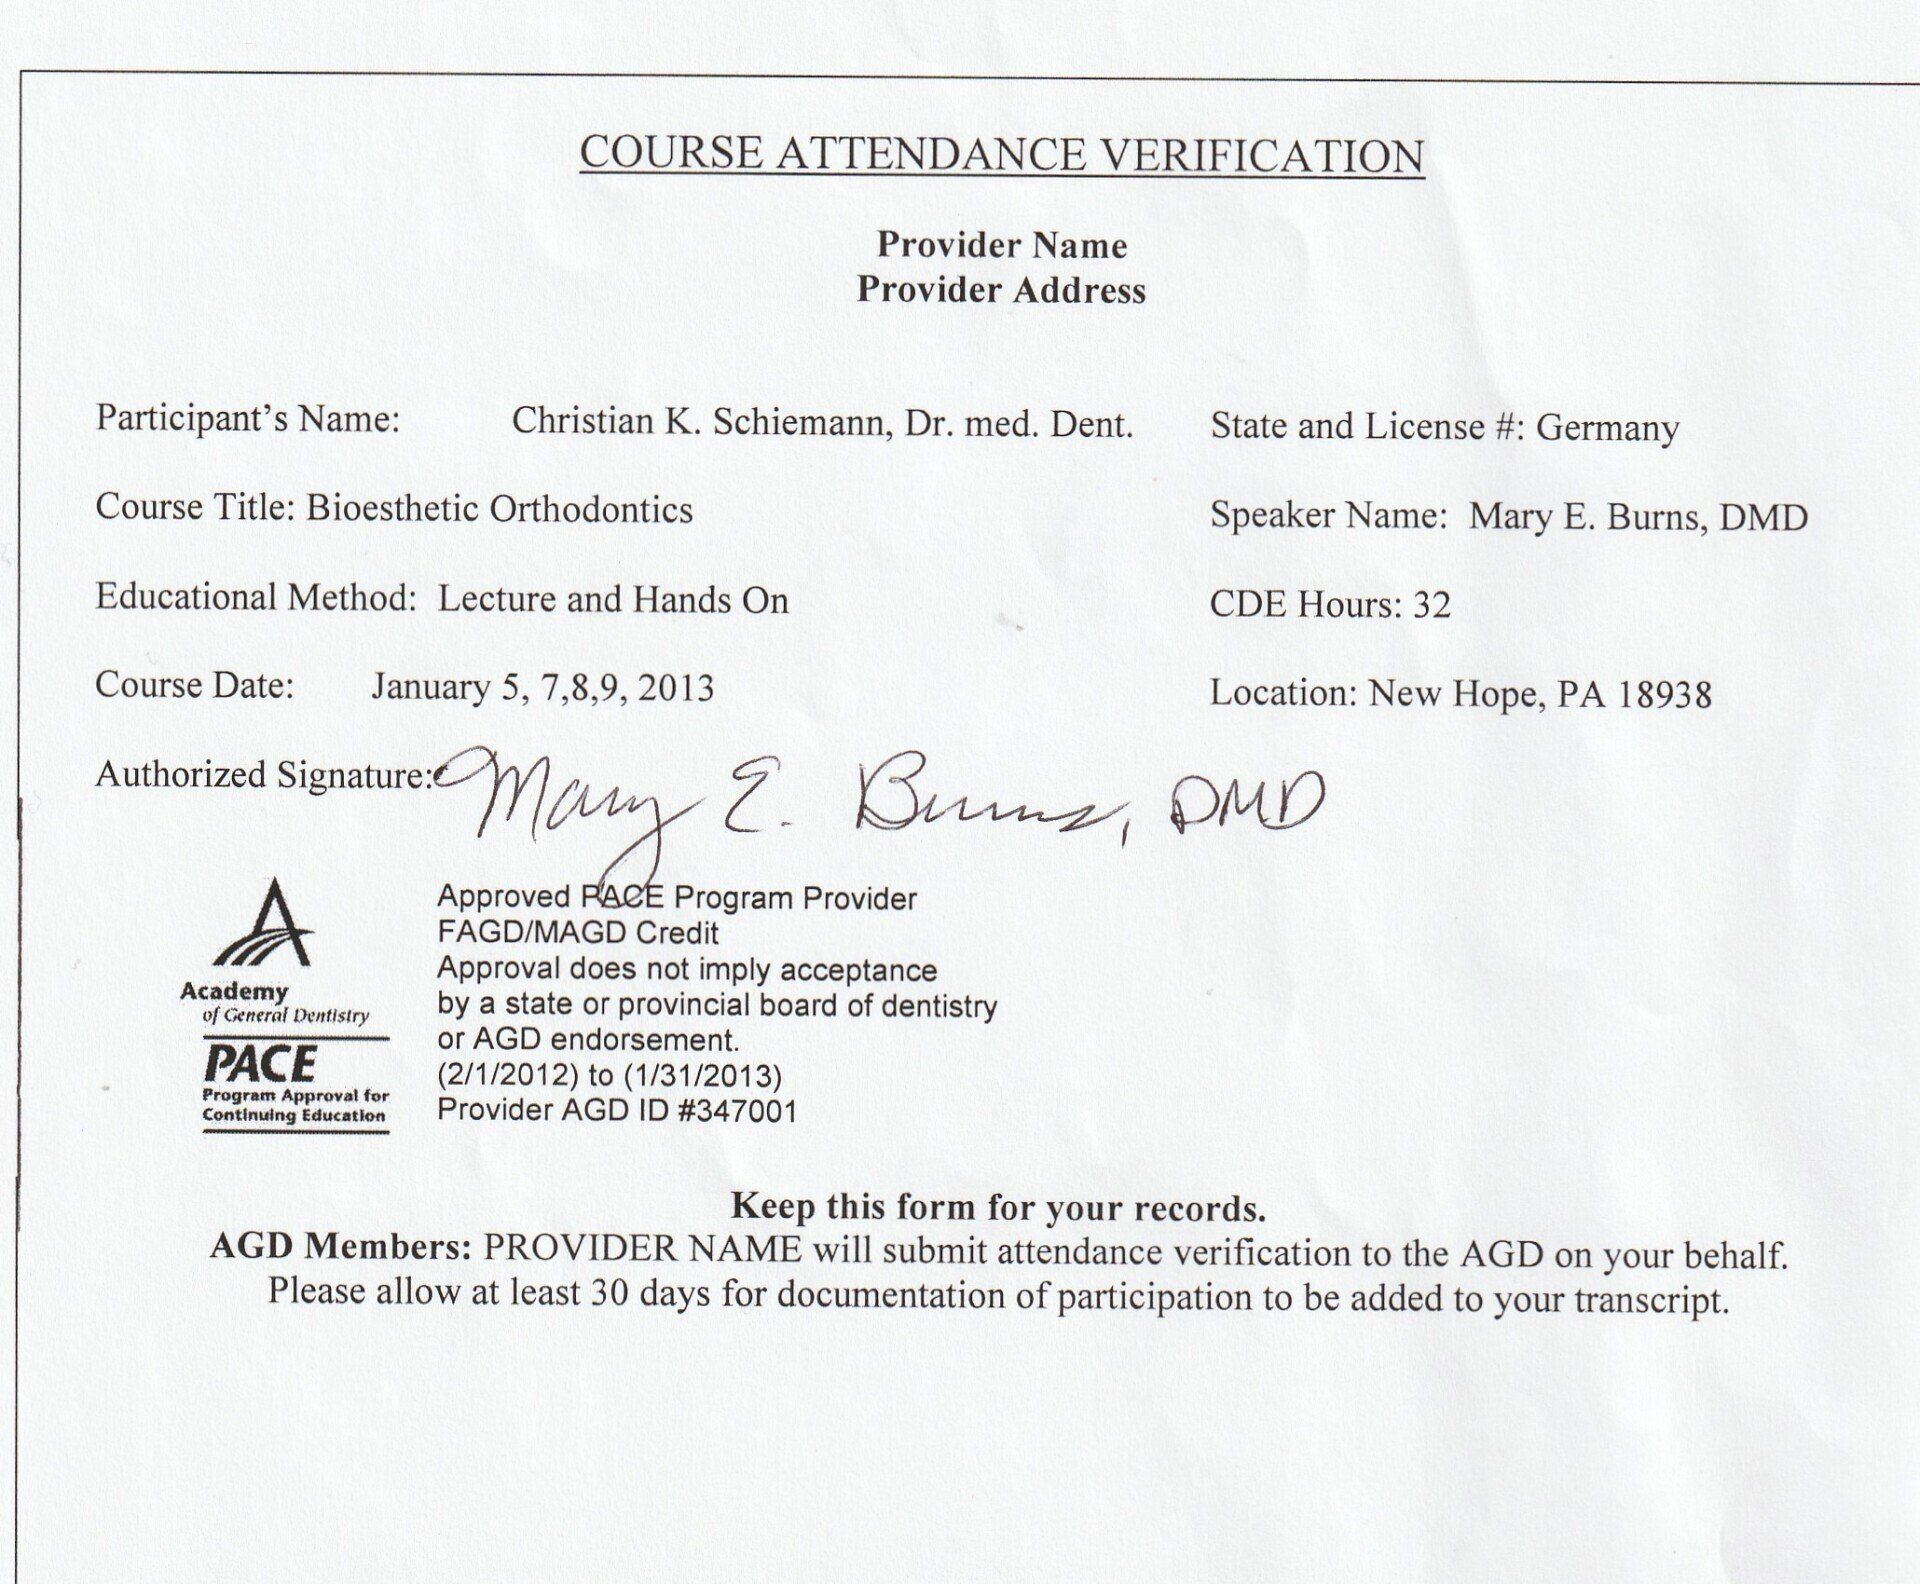 COURSE ATTENDANCE VERIFICATION
Provider Name
Provider Address
Participant's Name: Christian K. Schiemann, Dr. med. Dent. State and License #: Germany
Course Title: Bioesthetic Orthodontics Speaker Name: Mary E. Burns, DMD
Educational Method: Lecture and Hands On CDE Hours: 32
Course Date: January 5, 7,8,9, 2013 Location: New Hope, PA 18938
Authorized Signature: Mary E. Burns, DMD
Academy
of General Dentistry
PACE
Program Approval for
Continuing Education
Approved PACE Program Provider
FAGD/MAGD Credit
Approval does not imply acceptance
by a state or provincial board of dentistry
or AGD endorsement.
(2/1/2012) to (1/31/2013)
Provider AGD ID #347001
Keep this form for your records.
AGD Members: PROVIDER NAME will submit attendance verification to the AGD on your behalf.
Please allow at least 30 days for documentation of participation to be added to your transcript.